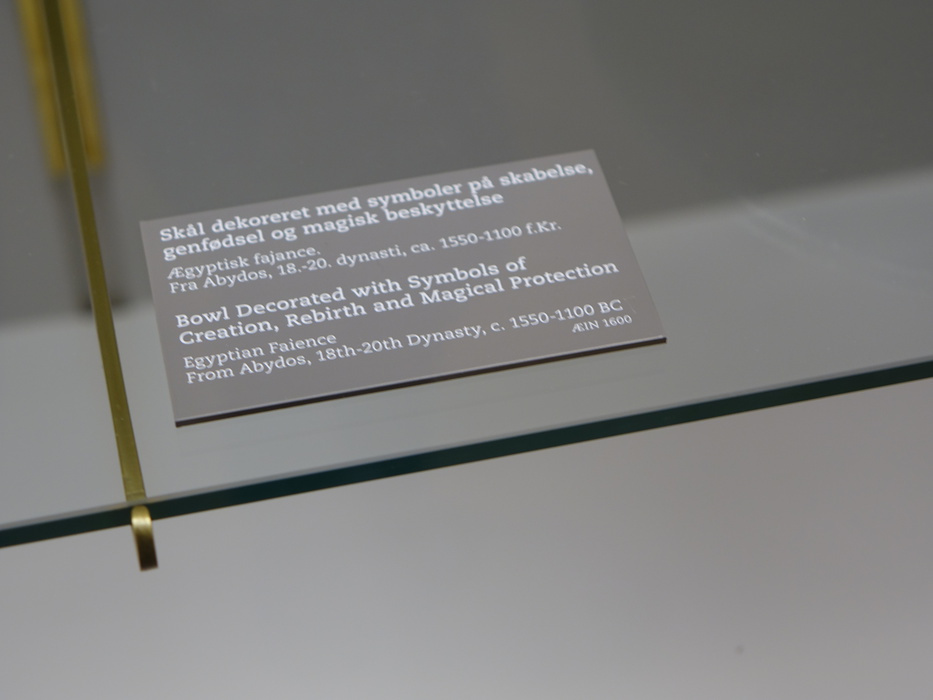 Skål dekoreret med symboler på skabelse,
genfødsel og magisk beskyttelse
Ægyptisk fajance.
Fra Abydos, 18.-20. dynasti, ca. 1550-1100 f.Kr.
Bowl Decorated with Symbols of
Creation, Rebirth and Magical Protection
Egyptian Faience
From Abydos, 18th-20th Dynasty, c. 1550-1100 BC
ÆIN 1600